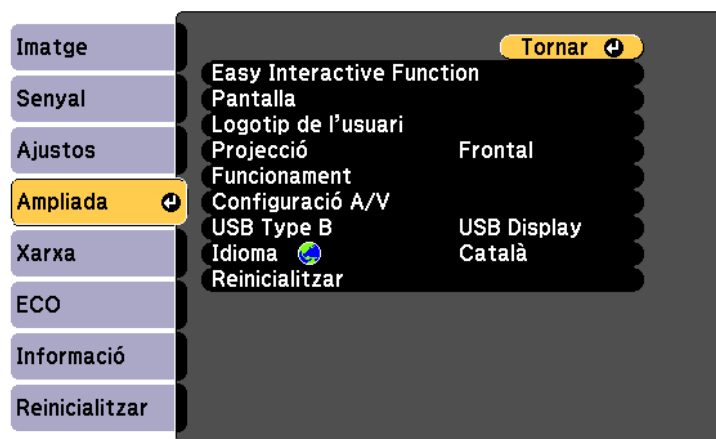 Imatge
Senyal
Ajustos
Ampliada
Xarxa
ECO
Informació
Reinicialitzar
Tornar
Easy Interactive Function
Pantalla
Logotip de l'usuari
Projecció Frontal
Funcionament
Configuració A/V
USB Type B USB Display
Idioma Català
Reinicialitzar